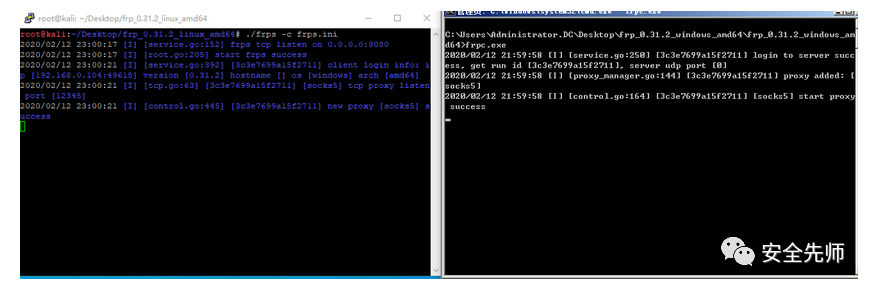 root@kali: ~/Desktop/frp_0.31.2_linux_amd64
root@kali:~/Desktop/frp_0.31.2_linux_amd64# ./frps -c frps.ini
2020/02/12 23:00:17 [I] [service.go:152] frps tcp listen on 0.0.0.0:8080
2020/02/12 23:00:17 [I] [root.go:205] start frps success
2020/02/12 23:00:21 [I] [service.go:392] [3c3e7699a15f2711] client login info: i
p [192.168.0.104:49618] version [0.31.2] hostname [] os [windows] arch [amd64]
2020/02/12 23:00:21 [I] [tcp.go:63] [3c3e7699a15f2711] [socks5] tcp proxy listen
port [12345]
2020/02/12 23:00:21 [I] [control.go:445] [3c3e7699a15f2711] new proxy [socks5] s
uccess
C:\Users\Administrator.DC\Desktop\frp_0.31.2_windows_amd64\frp_0.31.2_windows_am
d64>frpc.exe
2020/02/12 21:59:58 [I] [service.go:250] [3c3e7699a15f2711] login to server succ
ess, get run id [3c3e7699a15f2711], server udp port [0]
2020/02/12 21:59:58 [I] [proxy_manager.go:144] [3c3e7699a15f2711] proxy added: [
socks5]
2020/02/12 21:59:58 [I] [control.go:164] [3c3e7699a15f2711] [socks5] start proxy
success
安全先师